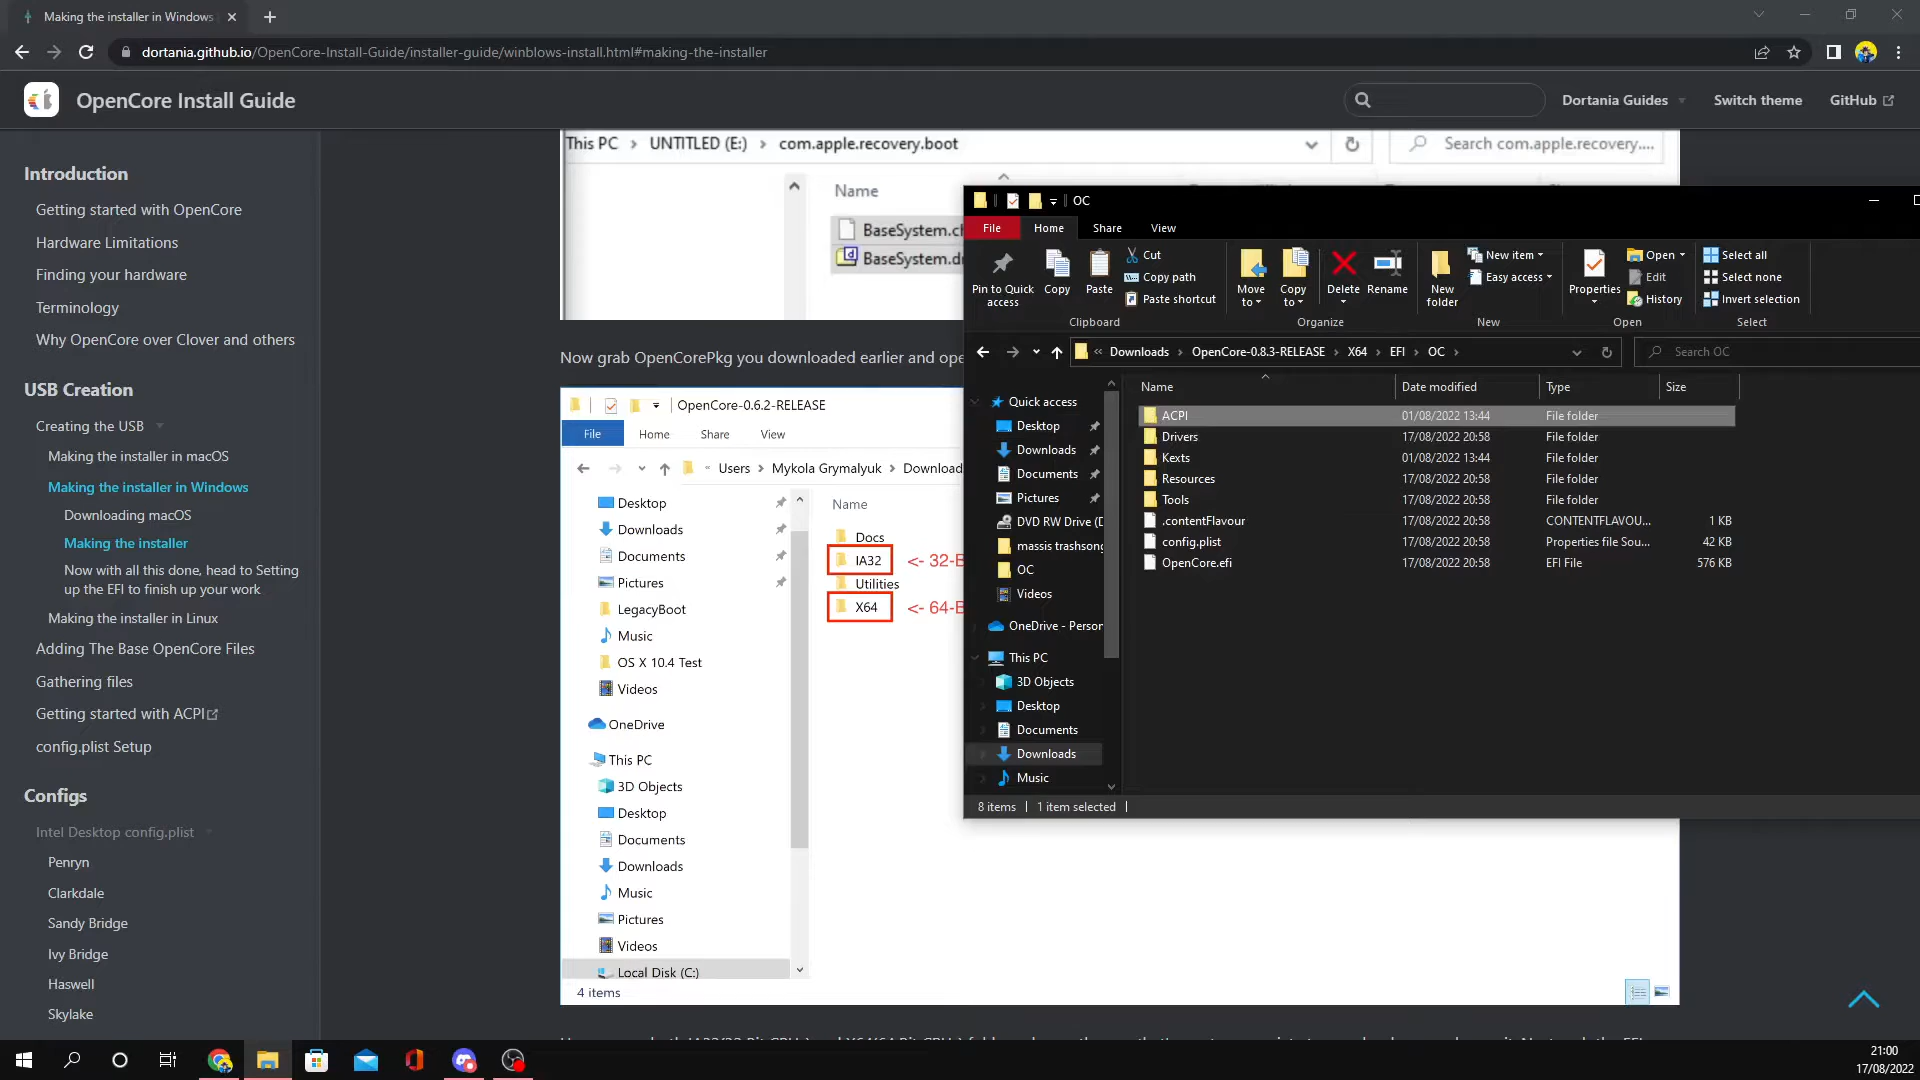 Making the installer in Windows
dortania.github.io/OpenCore-Install-Guide/installer-guide/winblows-install.html#making-the-installer
OpenCore Install Guide
Dortania Guides
Switch theme
GitHub
Introduction
Getting started with OpenCore
Hardware Limitations
Finding your hardware
Terminology
Why OpenCore over Clover and others
USB Creation
Creating the USB
Making the installer in macOS
Making the installer in Windows
Downloading macOS
Making the installer
Now with all this done, head to Setting
up the EFI to finish up your work
Making the installer in Linux
Adding The Base OpenCore Files
Gathering files
Getting started with ACPI
config.plist Setup
Configs
Intel Desktop config.plist
Penryn
Clarkdale
Sandy Bridge
Ivy Bridge
Haswell
Skylake
This PC > UNTITLED (E:) > com.apple.recovery.boot
Search com.apple.recovery....
Name
BaseSystem.c
BaseSystem.d
Now grab OpenCorePkg you downloaded earlier and ope
OpenCore-0.6.2-RELEASE
File Home Share View
« Users > Mykola Grymalyuk > Download
Desktop
Downloads
Documents
Pictures
LegacyBoot
Music
OS X 10.4 Test
Videos
OneDrive
This PC
3D Objects
Desktop
Documents
Downloads
Music
Pictures
Videos
Local Disk (C:)
Name
Docs
IA32 <- 32-B
Utilities
X64 <- 64-B
4 items
OC
File Home Share View
Pin to Quick
access
Copy
Paste
Cut
Copy path
Paste shortcut
Clipboard
Move
to
Copy
to
Delete
Rename
Organize
New
folder
New item
Easy access
New
Properties
Open
Edit
History
Open
Select all
Select none
Invert selection
Select
« Downloads > OpenCore-0.8.3-RELEASE > X64 > EFI > OC >
Search OC
Quick access
Desktop
Downloads
Documents
Pictures
DVD RW Drive (D
massis trashsong
OC
Videos
OneDrive - Person
This PC
3D Objects
Desktop
Documents
Downloads
Music
Name Date modified Type Size
ACPI 01/08/2022 13:44 File folder
Drivers 17/08/2022 20:58 File folder
Kexts 01/08/2022 13:44 File folder
Resources 17/08/2022 20:58 File folder
Tools 17/08/2022 20:58 File folder
.contentFlavour 17/08/2022 20:58 CONTENTFLAVOU... 1 KB
config.plist 17/08/2022 20:58 Properties file Sou... 42 KB
OpenCore.efi 17/08/2022 20:58 EFI File 576 KB
8 items | 1 item selected |
21:00
17/08/2022